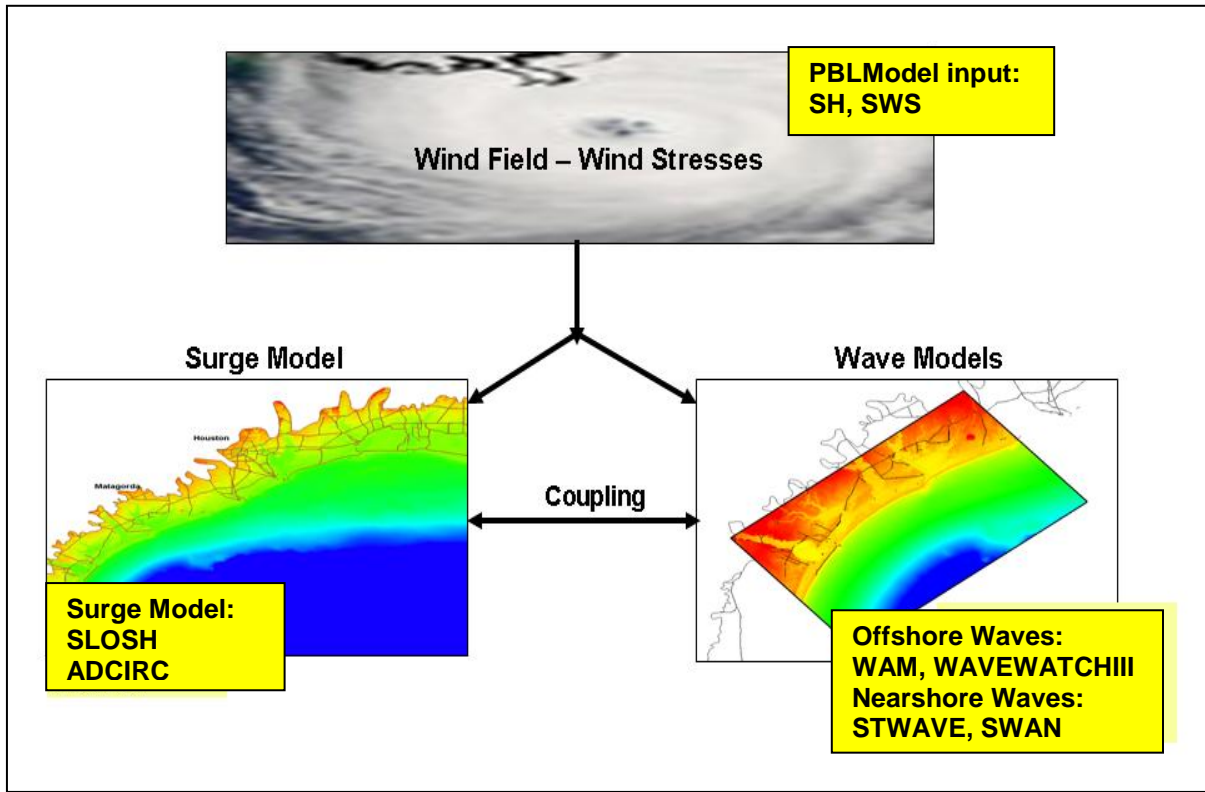 PBLModel input:
SH, SWS
Wind Field – Wind Stresses
Surge Model
Wave Models
Houston
Matagorda
Coupling
Surge Model:
SLOSH
ADCIRC
Offshore Waves:
WAM, WAVEWATCHIII
Nearshore Waves:
STWAVE, SWAN